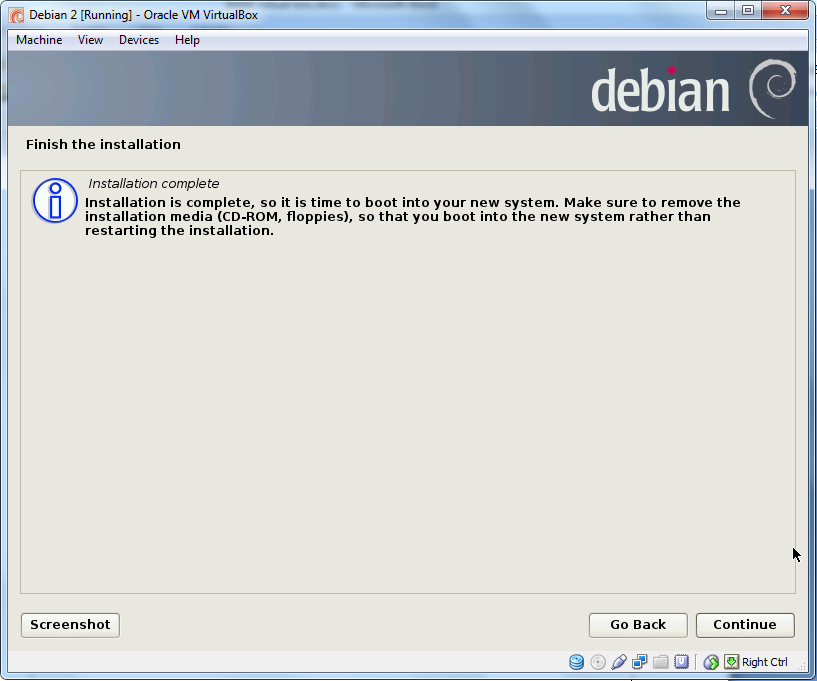 Debian 2 [Running] - Oracle VM VirtualBox
Machine View Devices Help
debian
Finish the installation
Installation complete
Installation is complete, so it is time to boot into your new system. Make sure to remove the
installation media (CD-ROM, floppies), so that you boot into the new system rather than
restarting the installation.
Screenshot Go Back Continue
Right Ctrl